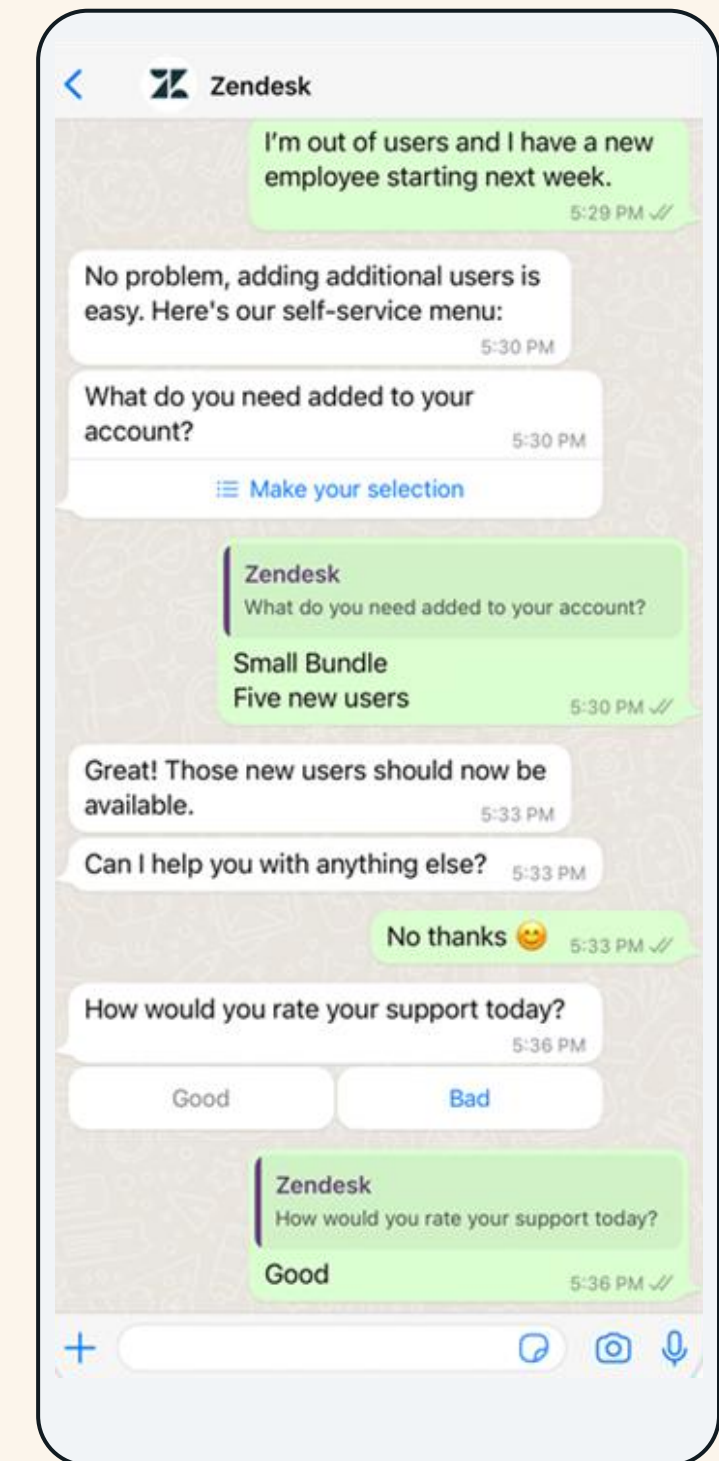 Zendesk
I’m out of users and I have a new
employee starting next week.
5:29 PM
No problem, adding additional users is
easy. Here's our self-service menu:
5:30 PM
What do you need added to your
account?
5:30 PM
Make your selection
Zendesk
What do you need added to your account?
Small Bundle
Five new users
5:30 PM
Great! Those new users should now be
available.
5:33 PM
Can I help you with anything else? 5:33 PM
No thanks 😊 5:33 PM
How would you rate your support today?
5:36 PM
Good
Bad
Zendesk
How would you rate your support today?
Good
5:36 PM